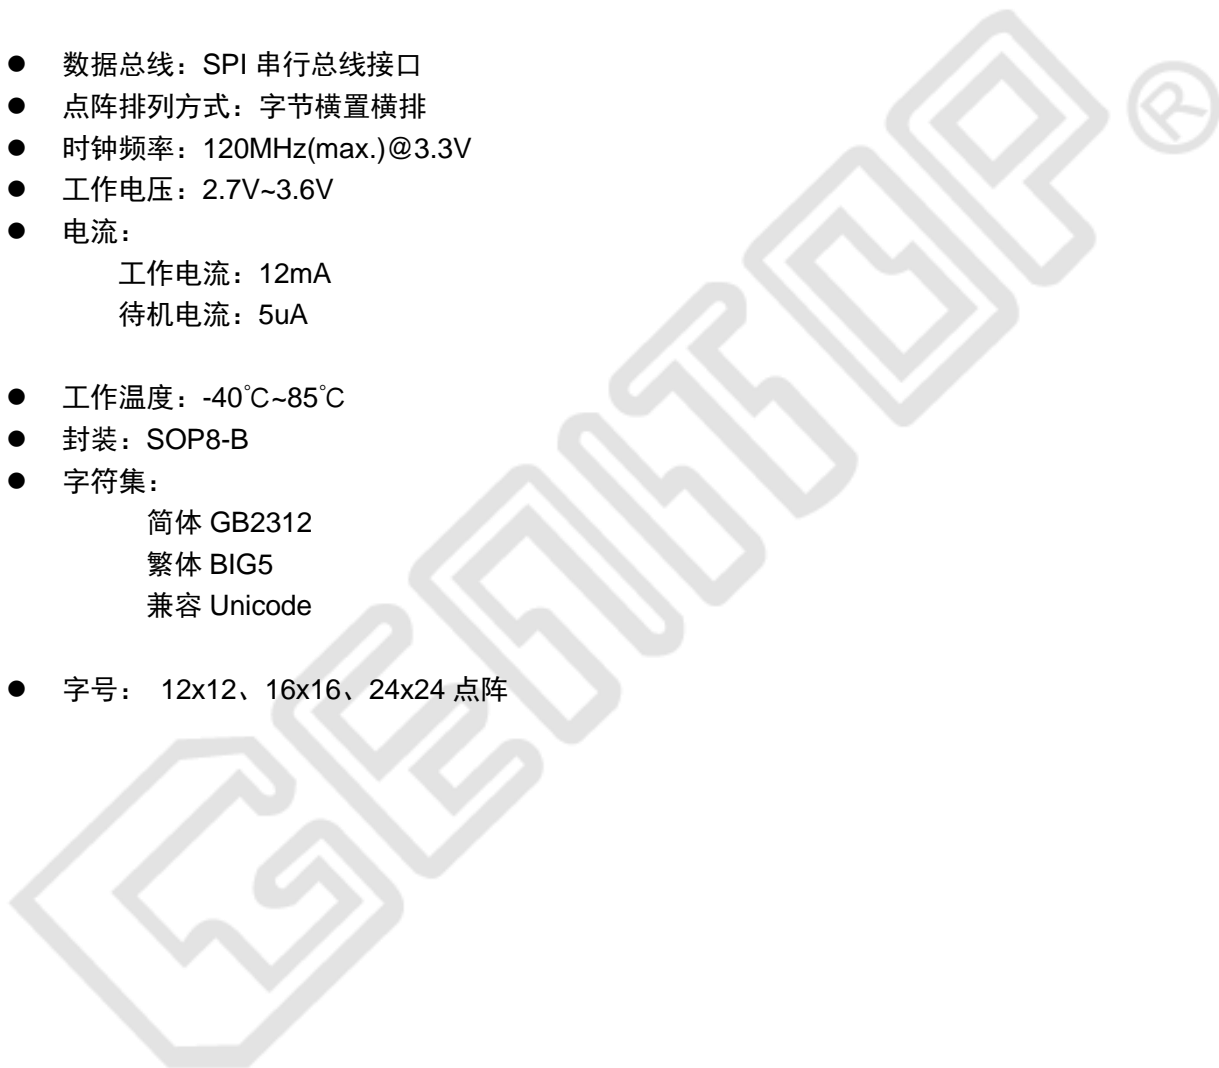 ● 数据总线：SPI 串行总线接口
● 点阵排列方式：字节横置横排
● 时钟频率：120MHz(max.)@3.3V
● 工作电压：2.7V~3.6V
● 电流：
工作电流：12mA
待机电流：5uA
● 工作温度：-40℃~85℃
● 封装：SOP8-B
● 字符集：
简体 GB2312
繁体 BIG5
兼容 Unicode
● 字号： 12x12、16x16、24x24 点阵
GENITOP®